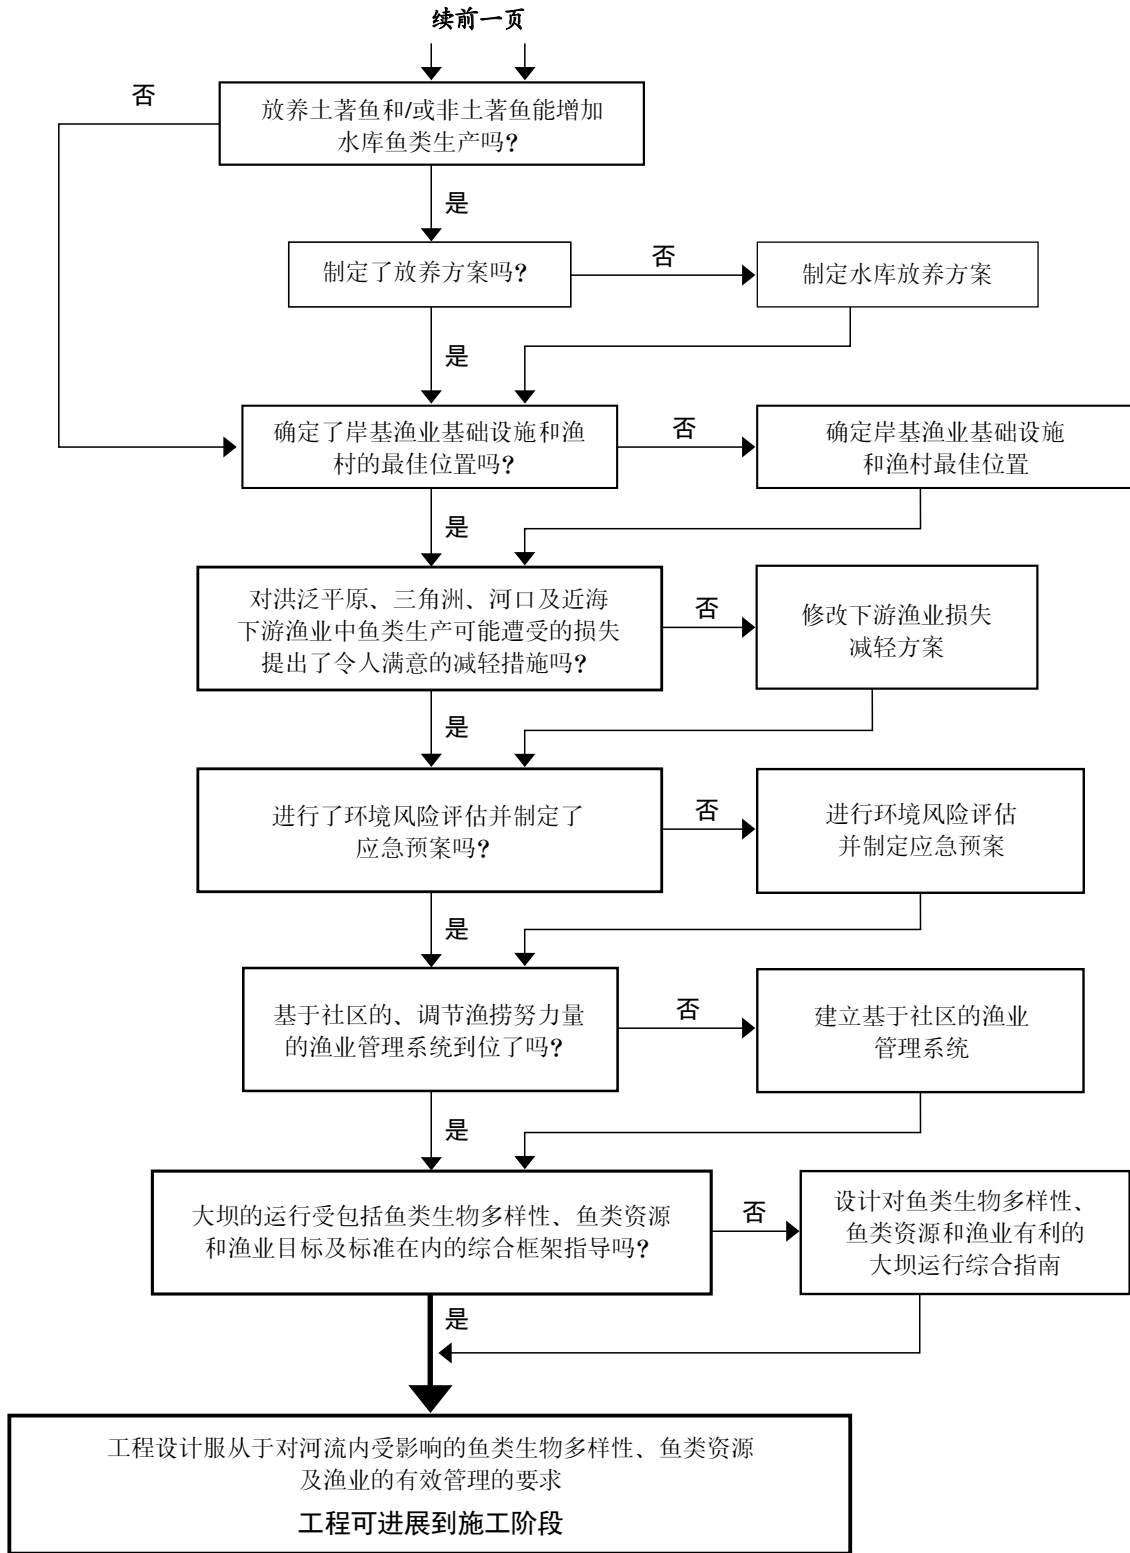 续前一页
否
放养土著鱼和/或非土著鱼能增加
水库鱼类生产吗?
是
制定了放养方案吗?
否
制定水库放养方案
是
确定了岸基渔业基础设施和渔
村的最佳位置吗?
否
确定岸基渔业基础设施
和渔村最佳位置
是
对洪泛平原、三角洲、河口及近海
下游渔业中鱼类生产可能遭受的损失
提出了令人满意的减轻措施吗?
否
修改下游渔业损失
减轻方案
是
进行了环境风险评估并制定了
应急预案吗?
否
进行环境风险评估
并制定应急预案
是
基于社区的、调节渔捞努力量
的渔业管理系统到位了吗?
否
建立基于社区的渔业
管理系统
是
大坝的运行受包括鱼类生物多样性、鱼类资源
和渔业目标及标准在内的综合框架指导吗?
否
设计对鱼类生物多样性、
鱼类资源和渔业有利的
大坝运行综合指南
是
工程设计服从于对河流内受影响的鱼类生物多样性、鱼类资源
及渔业的有效管理的要求
工程可进展到施工阶段